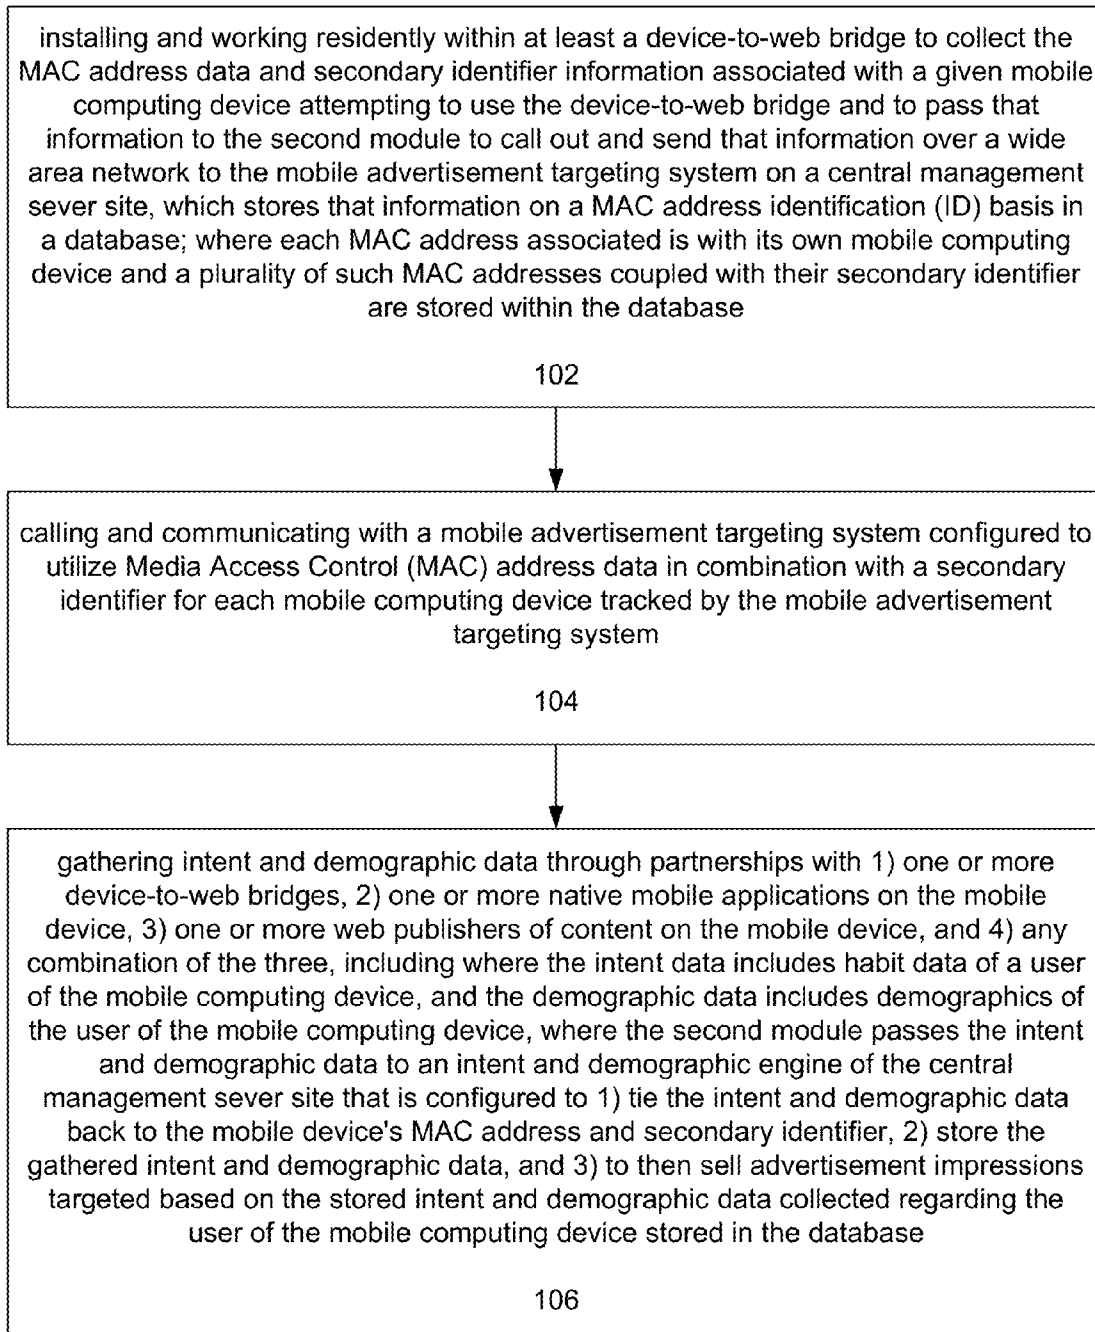 installing and working residently within at least a device-to-web bridge to collect the
MAC address data and secondary identifier information associated with a given mobile
computing device attempting to use the device-to-web bridge and to pass that
information to the second module to call out and send that information over a wide
area network to the mobile advertisement targeting system on a central management
sever site, which stores that information on a MAC address identification (ID) basis in
a database; where each MAC address associated is with its own mobile computing
device and a plurality of such MAC addresses coupled with their secondary identifier
are stored within the database
102
calling and communicating with a mobile advertisement targeting system configured to
utilize Media Access Control (MAC) address data in combination with a secondary
identifier for each mobile computing device tracked by the mobile advertisement
targeting system
104
gathering intent and demographic data through partnerships with 1) one or more
device-to-web bridges, 2) one or more native mobile applications on the mobile
device, 3) one or more web publishers of content on the mobile device, and 4) any
combination of the three, including where the intent data includes habit data of a user
of the mobile computing device, and the demographic data includes demographics of
the user of the mobile computing device, where the second module passes the intent
and demographic data to an intent and demographic engine of the central
management sever site that is configured to 1) tie the intent and demographic data
back to the mobile device's MAC address and secondary identifier, 2) store the
gathered intent and demographic data, and 3) to then sell advertisement impressions
targeted based on the stored intent and demographic data collected regarding the
user of the mobile computing device stored in the database
106